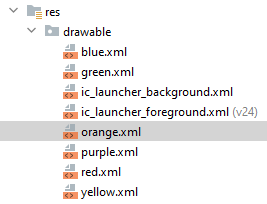 res
drawable
blue.xml
green.xml
ic_launcher_background.xml
ic_launcher_foreground.xml (v24)
orange.xml
purple.xml
red.xml
yellow.xml